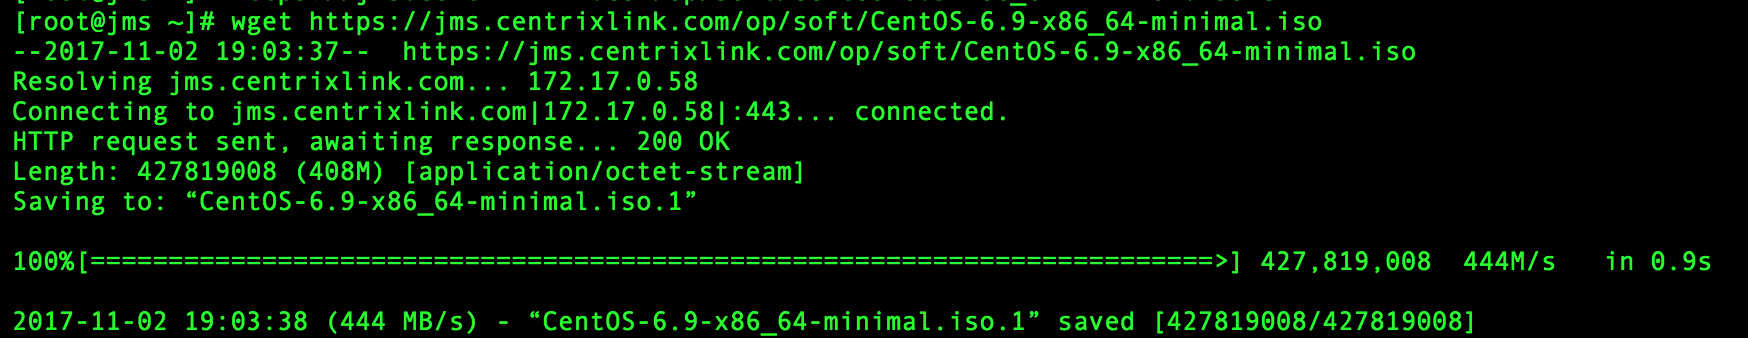 [root@jms ~]# wget https://jms.centrixlink.com/op/soft/CentOS-6.9-x86_64-minimal.iso
--2017-11-02 19:03:37--  https://jms.centrixlink.com/op/soft/CentOS-6.9-x86_64-minimal.iso
Resolving jms.centrixlink.com... 172.17.0.58
Connecting to jms.centrixlink.com|172.17.0.58|:443... connected.
HTTP request sent, awaiting response... 200 OK
Length: 427819008 (408M) [application/octet-stream]
Saving to: “CentOS-6.9-x86_64-minimal.iso.1”
100%[========================================================================>] 427,819,008  444M/s   in 0.9s
2017-11-02 19:03:38 (444 MB/s) - “CentOS-6.9-x86_64-minimal.iso.1” saved [427819008/427819008]